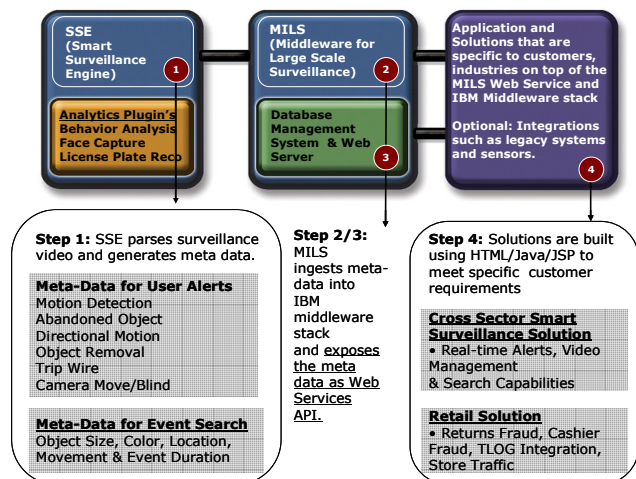 SSE
(Smart
Surveillance
Engine)
1
Analytics Plugin's
Behavior Analysis
Face Capture
License Plate Reco
MILS
(Middleware for
Large Scale
Surveillance)
2
Database
Management
System & Web
Server
3
Application and
Solutions that are
specific to customers,
industries on top of the
MILS Web Service and
IBM Middleware stack
Optional: Integrations
such as legacy systems
and sensors.
4
Step 1: SSE parses surveillance
video and generates meta data.
Meta-Data for User Alerts
Motion Detection
Abandoned Object
Directional Motion
Object Removal
Trip Wire
Camera Move/Blind
Meta-Data for Event Search
Object Size, Color, Location,
Movement & Event Duration
Step 2/3:
MILS
ingests meta-
data into
IBM
middleware
stack
and exposes
the meta
data as Web
Services
API.
Step 4: Solutions are built
using HTML/Java/JSP to
meet specific customer
requirements
Cross Sector Smart
Surveillance Solution
• Real-time Alerts, Video
Management
& Search Capabilities
Retail Solution
• Returns Fraud, Cashier
Fraud, TLOG Integration,
Store Traffic